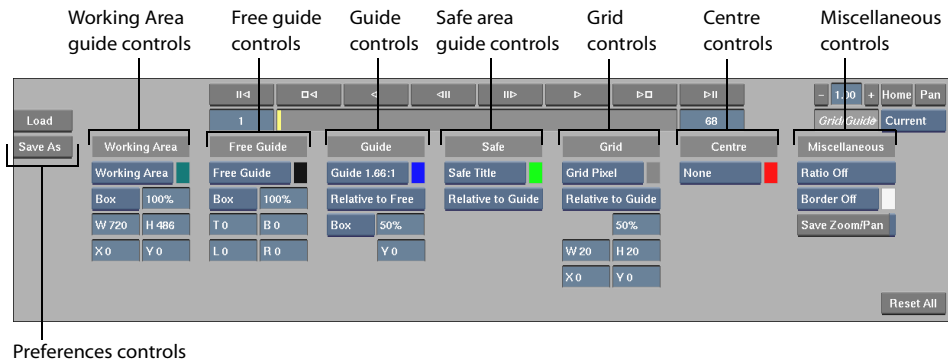 Working Area guide controls
Free guide controls
Guide controls
Safe area guide controls
Grid controls
Centre controls
Miscellaneous controls
- 1.00 + Home Pan
Load
1
68
Grid/Guide
Current
Save As
Working Area
Free Guide
Guide
Safe
Grid
Centre
Miscellaneous
Working Area
Free Guide
Guide 1.66:1
Safe Title
Grid Pixel
None
Ratio Off
Box 100%
Box 100%
Relative to Free
Relative to Guide
Relative to Guide
Border Off
W 720 H 486
T 0 B 0
Box 50%
50%
Save Zoom/Pan
X 0 Y 0
L 0 R 0
Y 0
W 20 H 20
X 0 Y 0
Reset All
Preferences controls